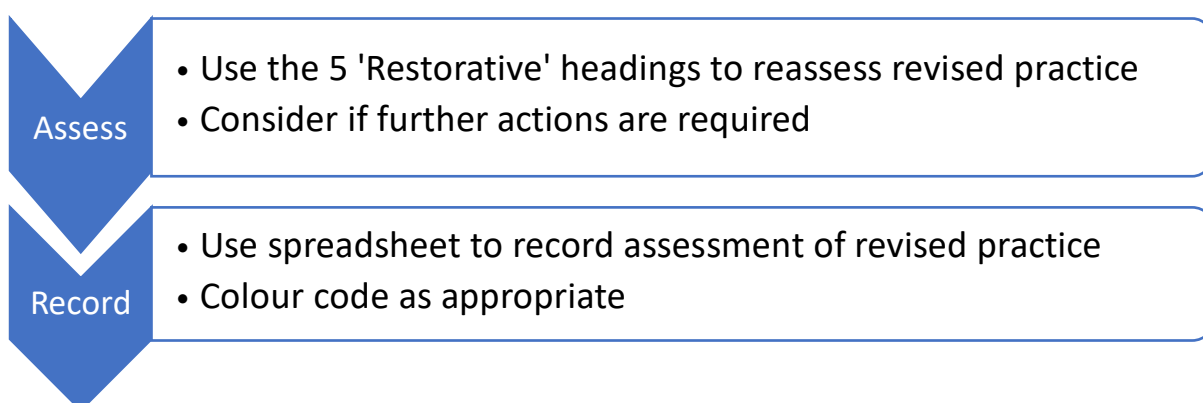 Assess
• Use the 5 'Restorative' headings to reassess revised practice
• Consider if further actions are required
Record
• Use spreadsheet to record assessment of revised practice
• Colour code as appropriate